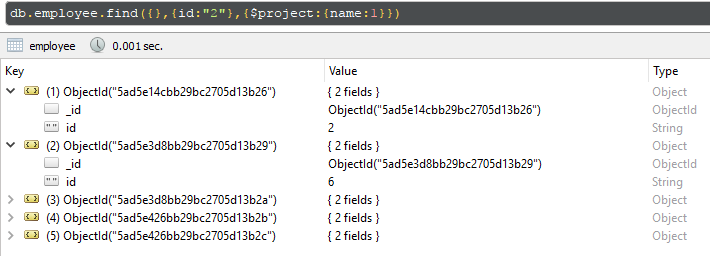 db.employee.find({},{id:"2"},{$project:{name:1}})
employee 0.001 sec.
Key Value Type
(1) ObjectId("5ad5e14cbb29bc2705d13b26") { 2 fields } Object
_id ObjectId("5ad5e14cbb29bc2705d13b26") ObjectId
id 2 String
(2) ObjectId("5ad5e3d8bb29bc2705d13b29") { 2 fields } Object
_id ObjectId("5ad5e3d8bb29bc2705d13b29") ObjectId
id 6 String
(3) ObjectId("5ad5e3d8bb29bc2705d13b2a") { 2 fields } Object
(4) ObjectId("5ad5e426bb29bc2705d13b2b") { 2 fields } Object
(5) ObjectId("5ad5e426bb29bc2705d13b2c") { 2 fields } Object